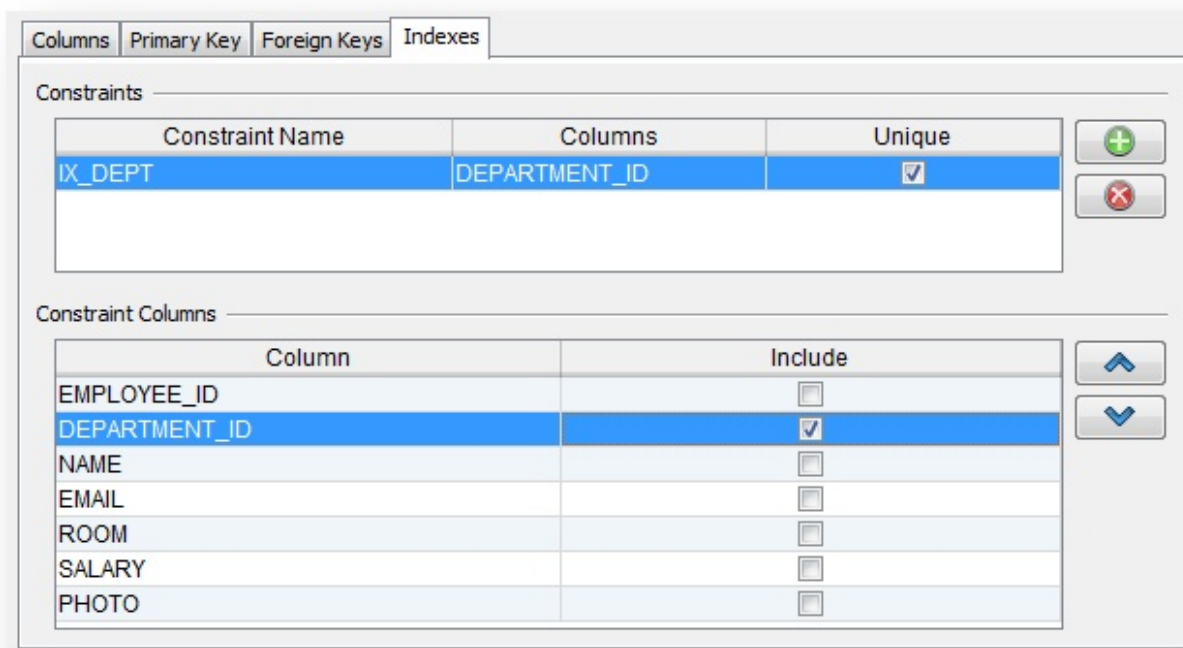 Columns Primary Key Foreign Keys Indexes
Constraints
Constraint Name Columns Unique
IX_DEPT DEPARTMENT_ID
Constraint Columns
Column Include
EMPLOYEE_ID
DEPARTMENT_ID
NAME
EMAIL
ROOM
SALARY
PHOTO